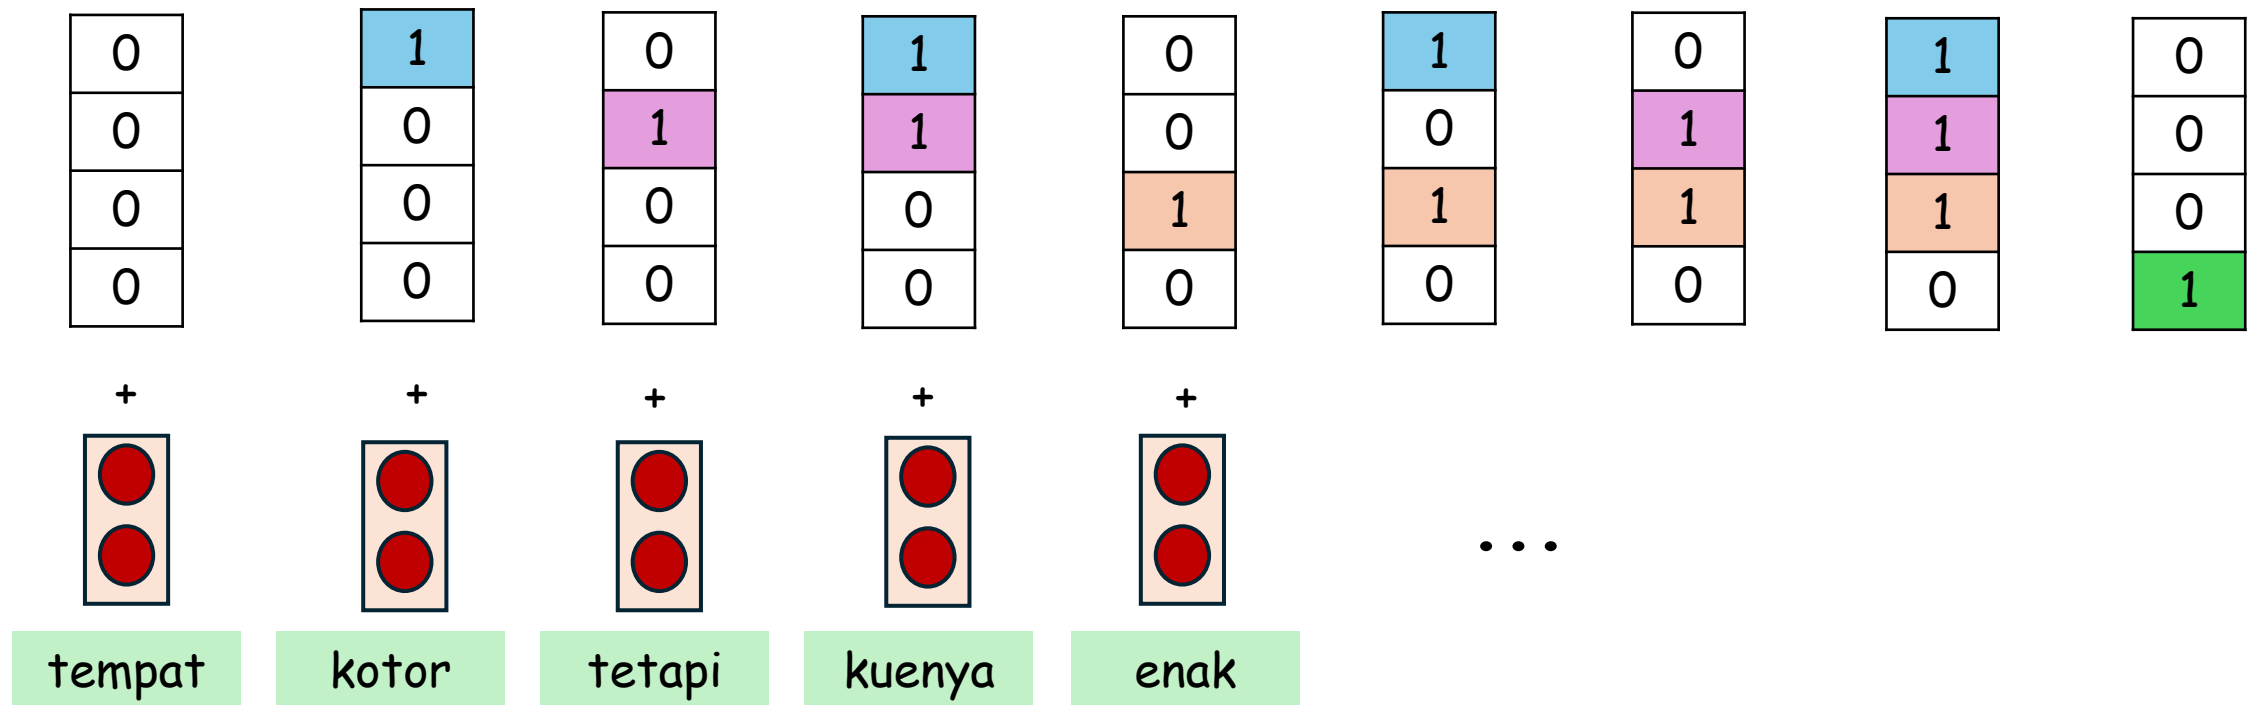 0 1 0 1 0 1 0 1 0
0 0 1 1 0 0 1 1 0
0 0 0 0 1 1 1 1 0
0 0 0 0 0 0 0 0 1
+ + + + +
...
tempat kotor tetapi kuenya enak